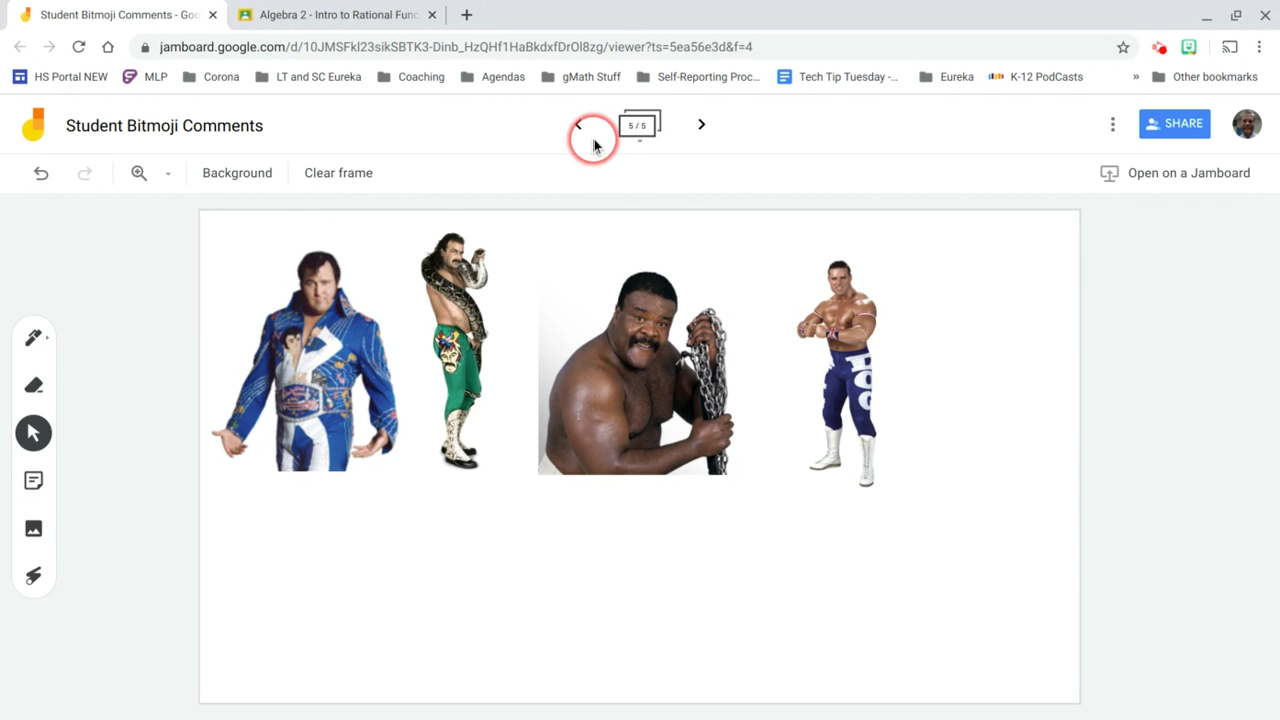 Student Bitmoji Comments - Goo
Algebra 2 - Intro to Rational Func
jamboard.google.com/d/10JMSFkl23sikSBTK3-Dinb_HzQHf1HaBkdxfDrOl8zg/viewer?ts=5ea56e3d&f=4
HS Portal NEW MLP Corona LT and SC Eureka Coaching Agendas gMath Stuff Self-Reporting Proc... Tech Tip Tuesday -... Eureka K-12 PodCasts » Other bookmarks
Student Bitmoji Comments 5 / 5 SHARE
Background Clear frame Open on a Jamboard